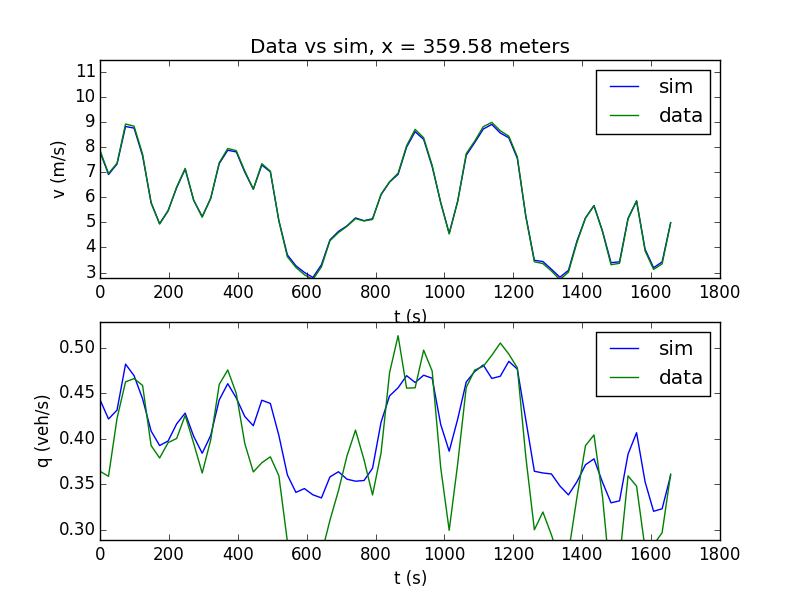 Data vs sim, x = 359.58 meters
11
10
9
8
7
6
5
4
3
v (m/s)
sim
data
0 200 400 600 800 1000 1200 1400 1600 1800
t (s)
0.50
0.45
0.40
0.35
0.30
q (veh/s)
sim
data
0 200 400 600 800 1000 1200 1400 1600 1800
t (s)